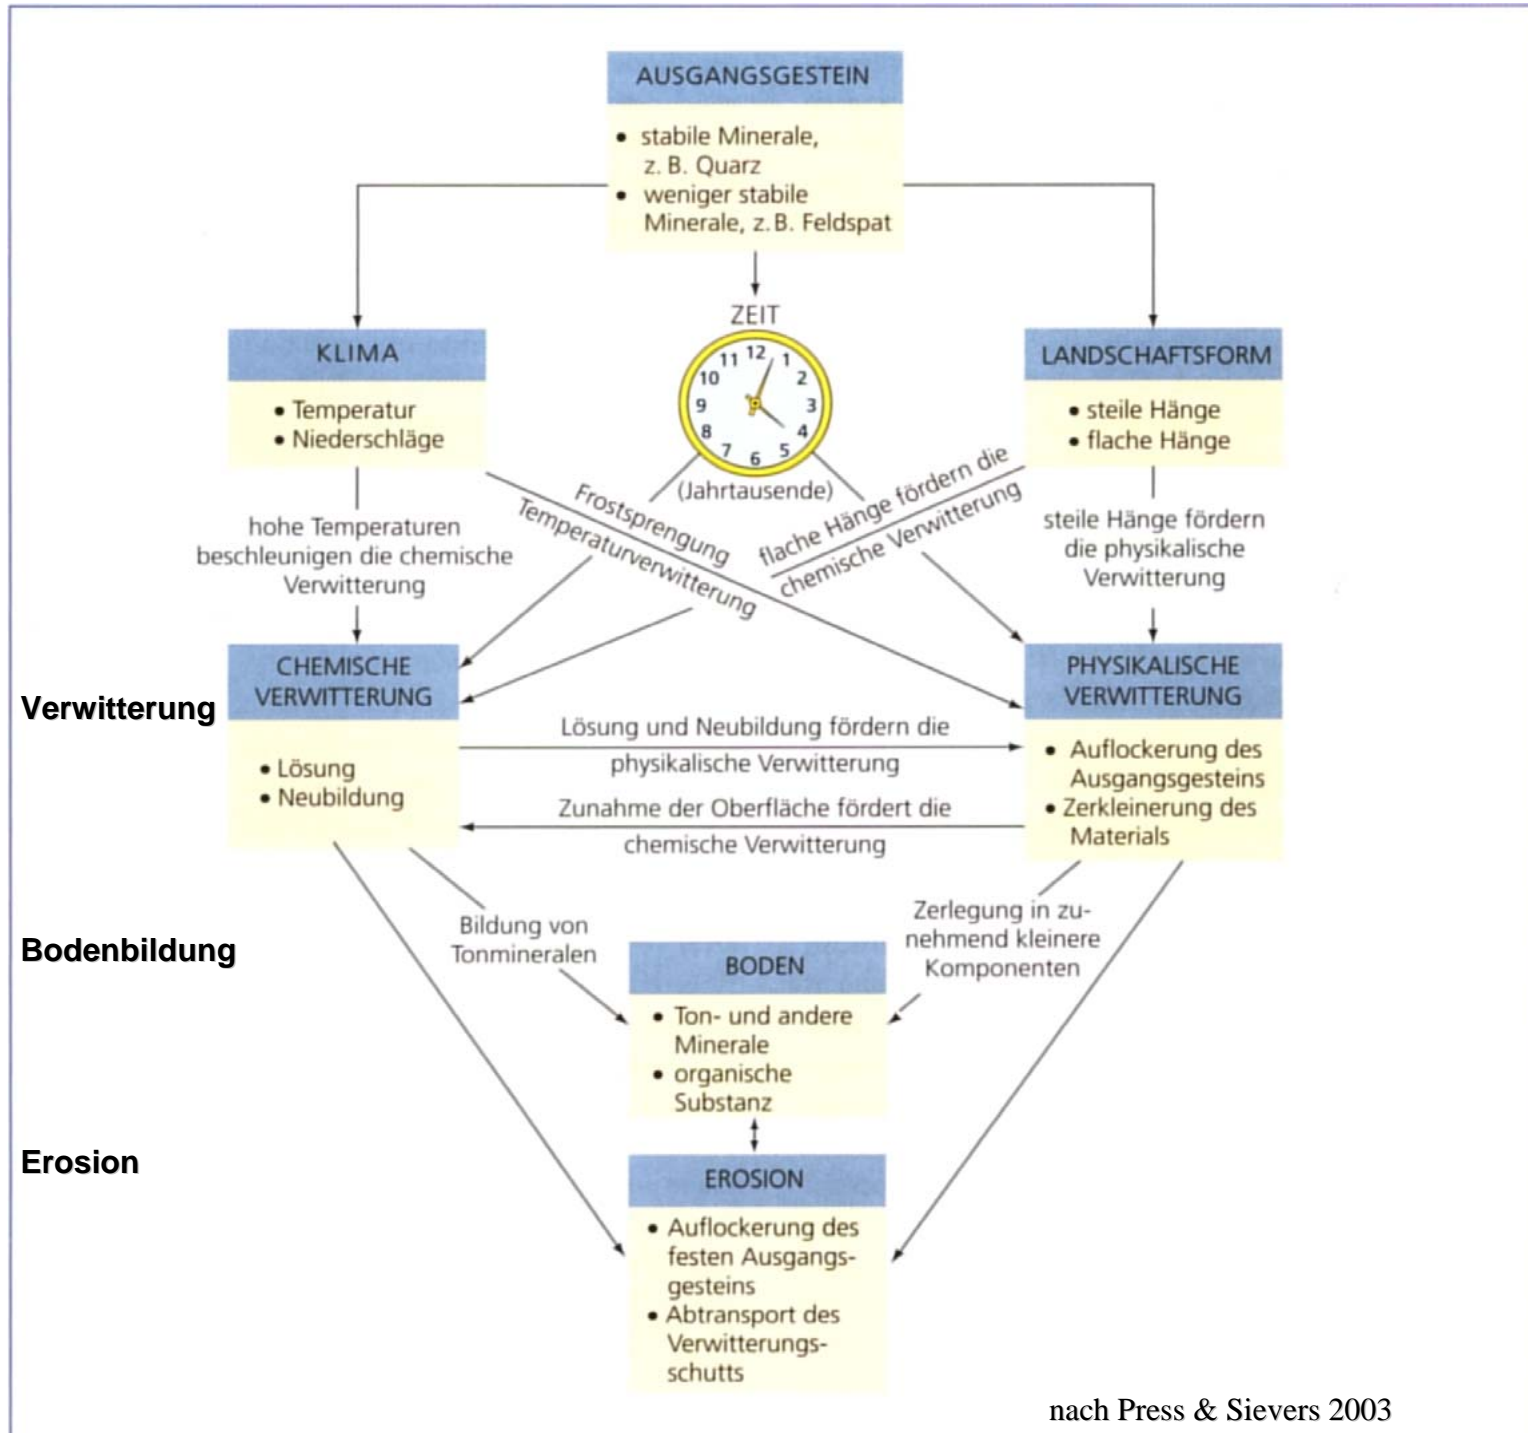 AUSGANGSGESTEIN
• stabile Minerale,
z. B. Quarz
• weniger stabile
Minerale, z. B. Feldspat
KLIMA
• Temperatur
• Niederschläge
ZEIT
12
1
2
3
4
5
6
7
8
9
10
11
(Jahrtausende)
LANDSCHAFTSFORM
• steile Hänge
• flache Hänge
hohe Temperaturen
beschleunigen die chemische
Verwitterung
Frostsprengung
Temperaturverwitterung
flache Hänge fördern die
chemische Verwitterung
steile Hänge fördern
die physikalische
Verwitterung
Verwitterung
CHEMISCHE
VERWITTERUNG
• Lösung
• Neubildung
Lösung und Neubildung fördern die
physikalische Verwitterung
Zunahme der Oberfläche fördert die
chemische Verwitterung
PHYSIKALISCHE
VERWITTERUNG
• Auflockerung des
Ausgangsgesteins
• Zerkleinerung des
Materials
Bodenbildung
Bildung von
Tonmineralen
Zerlegung in zu-
nehmend kleinere
Komponenten
BODEN
• Ton- und andere
Minerale
• organische
Substanz
Erosion
EROSION
• Auflockerung des
festen Ausgangs-
gesteins
• Abtransport des
Verwitterungs-
schutts
nach Press & Sievers 2003